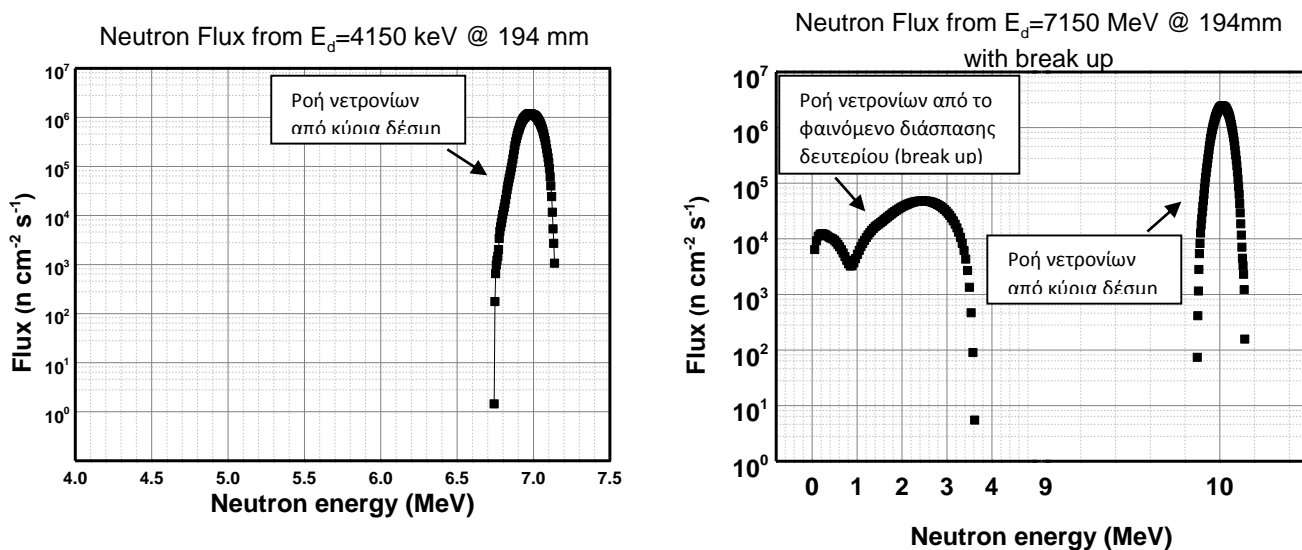 Neutron Flux from E_d=4150 keV @ 194 mm
10^7
10^6
10^5
10^4
10^3
10^2
10^1
10^0
Flux (n cm^-2 s^-1)
Ροή νετρονίων
από κύρια δέσμη
4.0 4.5 5.0 5.5 6.0 6.5 7.0 7.5
Neutron energy (MeV)
Neutron Flux from E_d=7150 MeV @ 194mm
with break up
10^7
10^6
10^5
10^4
10^3
10^2
10^1
10^0
Flux (n cm^-2 s^-1)
Ροή νετρονίων από το
φαινόμενο διάσπασης
δευτερίου (break up)
Ροή νετρονίων
από κύρια δέσμη
0 1 2 3 4 9 10
Neutron energy (MeV)